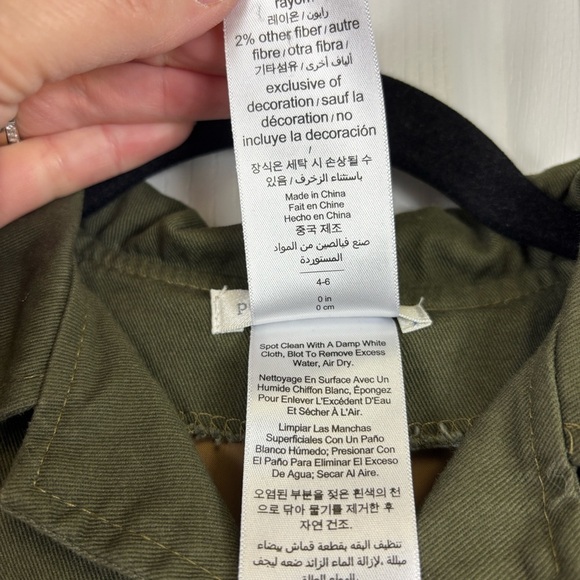 rayon/
레이온/رايون
2% other fiber/autre
fibre/otra fibra/
기타섬유/ألياف أخرى
exclusive of
decoration/sauf la
décoration/no
incluye la decoración
/
장식은 세탁 시 손상될 수
있음/باستثناء الزخرف
Made in China
Fait en Chine
Hecho en China
중국 제조
صنع فيالصين من المواد
المستوردة
4-6
0 in
0 cm
P
Spot Clean With A Damp White
Cloth, Blot To Remove Excess
Water, Air Dry.
Nettoyage En Surface Avec Un
Humide Chiffon Blanc, Épongez
Pour Enlever L'Excédent D'Eau
Et Sécher À L'Air.
Limpiar Las Manchas
Superficiales Con Un Paño
Blanco Húmedo; Presionar Con
El Paño Para Eliminar El Exceso
De Agua; Secar Al Aire.
오염된 부분을 젖은 흰색의 천
으로 닦아 물기를 제거한 후
자연 건조.
تنظيف البقعه بقطعة قماش بيضاء
مبللة .لإزالة الماء الزائد ضعه ليجف